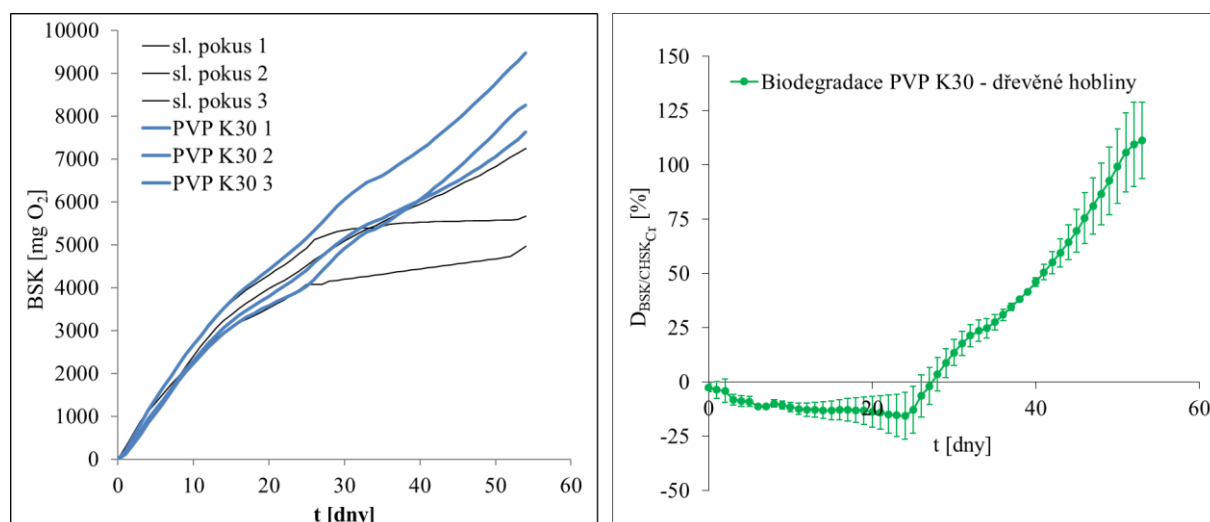 10000
9000
8000
7000
6000
5000
4000
3000
2000
1000
0
BSK [mg O₂]
sl. pokus 1
sl. pokus 2
sl. pokus 3
PVP K30 1
PVP K30 2
PVP K30 3
0 10 20 30 40 50 60
t [dny]
150
125
100
75
50
25
0
-25
-50
D_BSK/CHSK_Cr [%]
Biodegradace PVP K30 - dřevěné hobliny
0 20 40 60
t [dny]